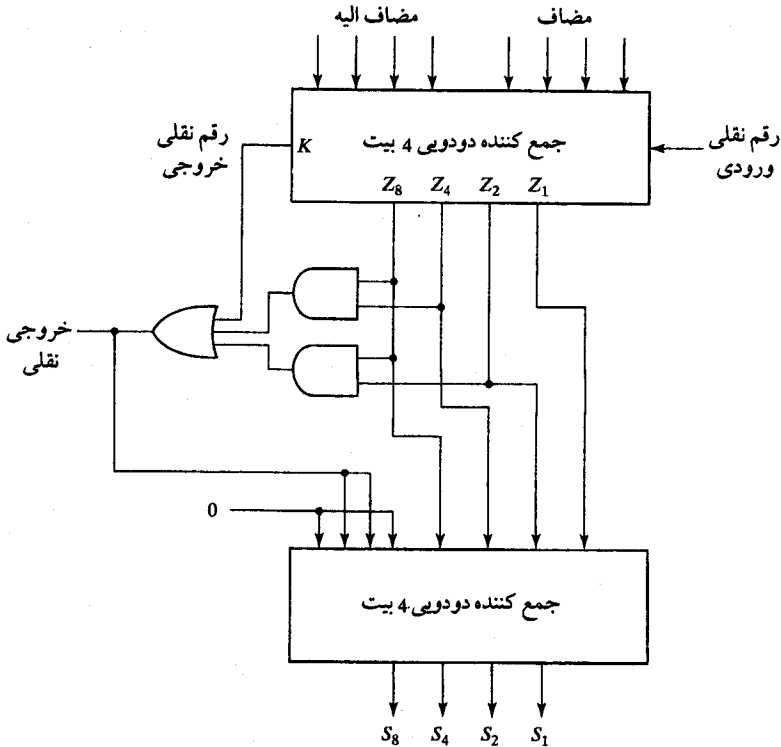 مضاف اليه
مضاف
رقم نقلی
خروجی
K
جمع کننده دودویی 4 بیت
رقم نقلی
ورودی
Z₈ Z₄ Z₂ Z₁
خروجی
نقلی
0
جمع کننده دودویی 4 بیت
S₈ S₄ S₂ S₁